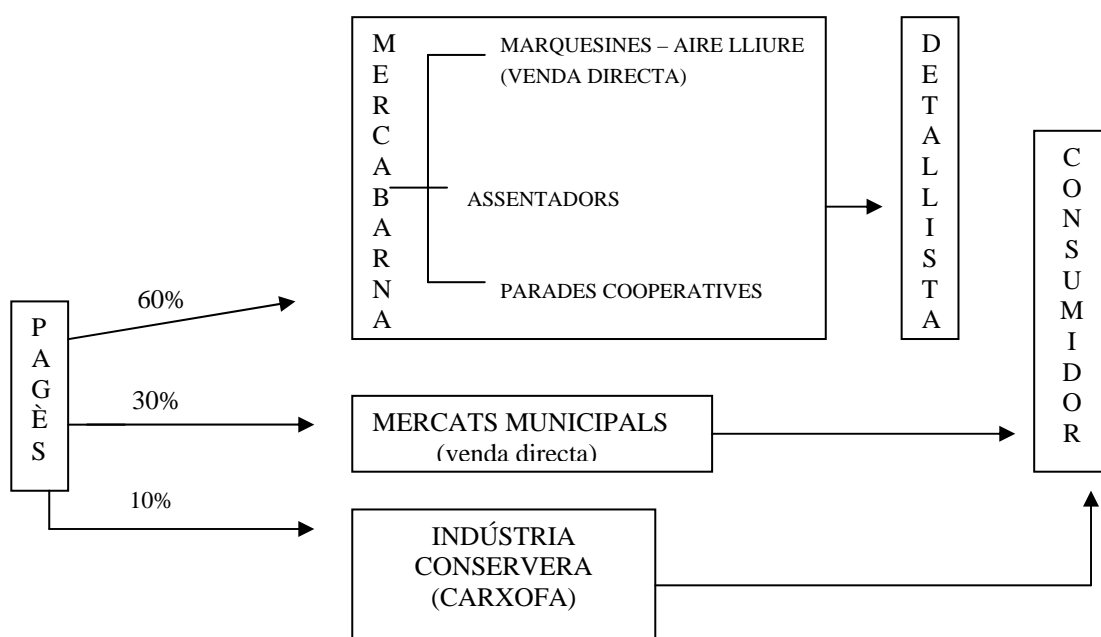 PAGÈS
60%
30%
10%
MERCABARNA
MARQUESINES – AIRE LLIURE
(VENDA DIRECTA)
ASSENTADORS
PARADES COOPERATIVES
DETALLISTA
MERCATS MUNICIPALS
(venda directa)
INDÚSTRIA
CONSERVERA
(CARXOFA)
CONSUMIDOR